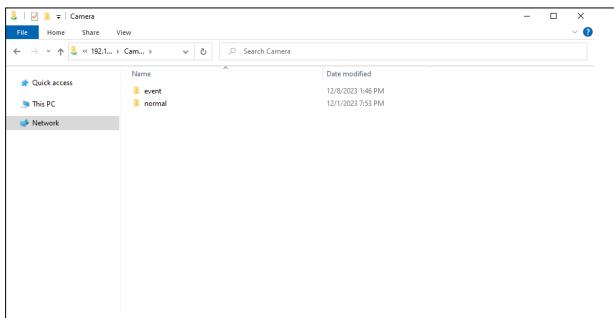 Camera
File Home Share View
« 192.1... › Cam... › Search Camera
Name Date modified
Quick access
event 12/8/2023 1:46 PM
This PC
normal 12/1/2023 7:53 PM
Network